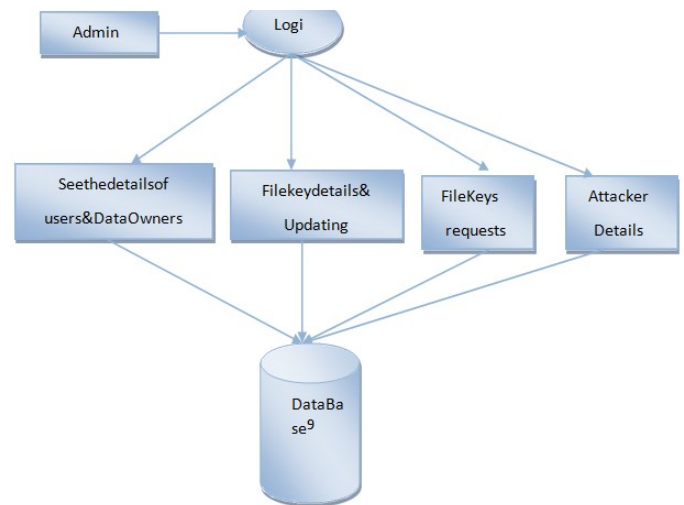 Admin
Logi
Seethedetailsof
users&DataOwners
Filekeydetails&
Updating
FileKeys
requests
Attacker
Details
DataBa
se⁹